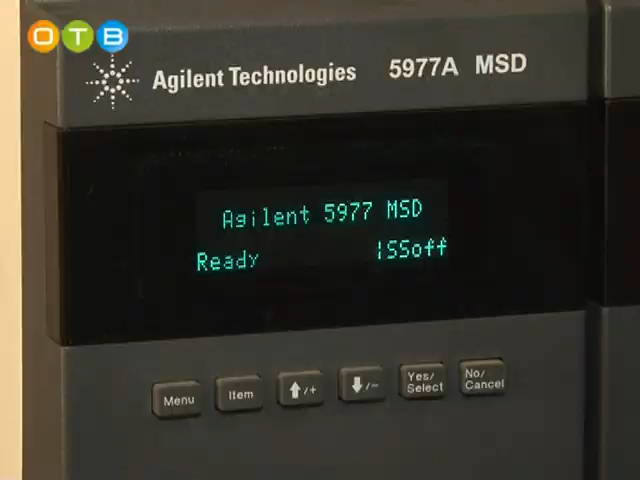 OTB
Agilent Technologies 5977A MSD
Agilent 5977 MSD
Ready |SSoff
Menu
Item
⬆/+
⬇/−
Yes/
Select
No/
Cancel